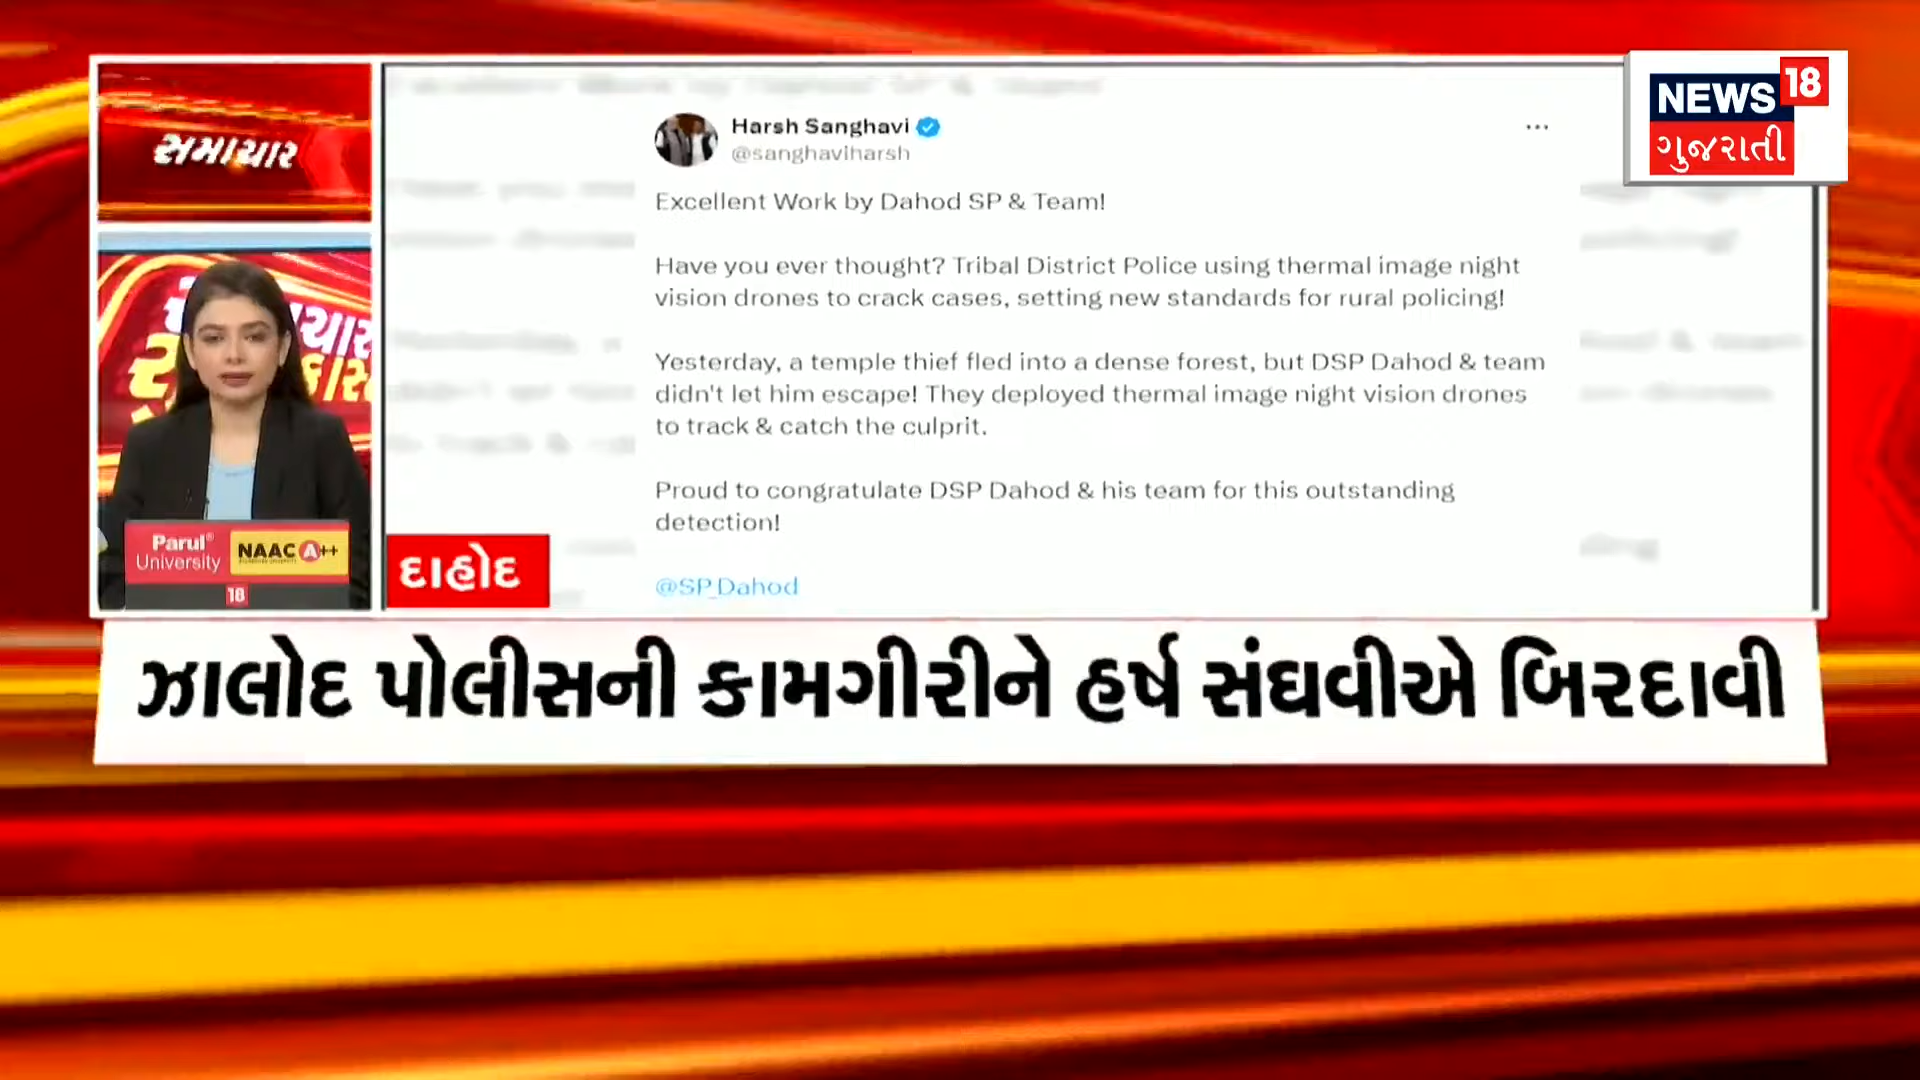 સમાચાર
NEWS 18
ગુજરાતી
Harsh Sanghavi
@sanghaviharsh
Excellent Work by Dahod SP & Team!
Have you ever thought? Tribal District Police using thermal image night
vision drones to crack cases, setting new standards for rural policing!
Yesterday, a temple thief fled into a dense forest, but DSP Dahod & team
didn't let him escape! They deployed thermal image night vision drones
to track & catch the culprit.
Proud to congratulate DSP Dahod & his team for this outstanding
detection!
@SP_Dahod
Parul®
University
NAAC A++
18
દાહોદ
ઝાલોદ પોલીસની કામગીરીને હર્ષ સંઘવીએ બિરદાવી